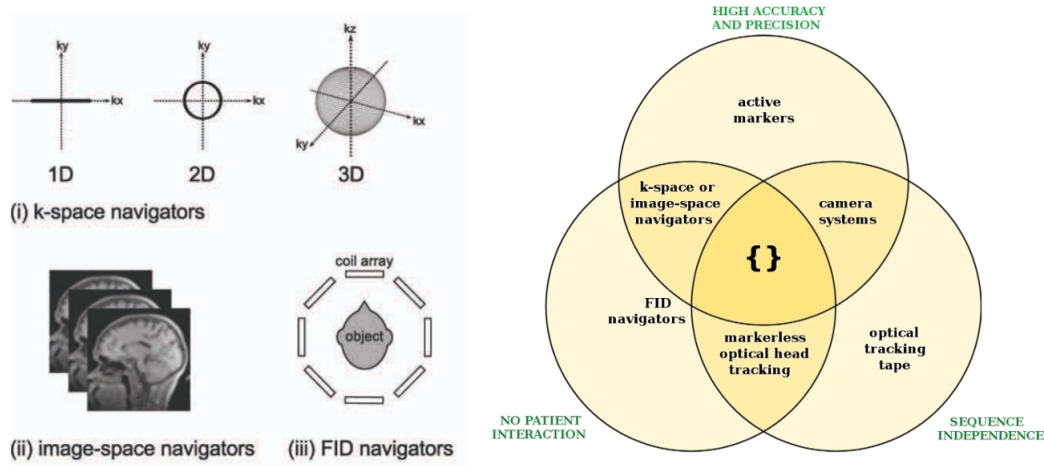 ky
kx
1D
ky
kx
2D
kz
kx
ky
3D
(i) k-space navigators
(ii) image-space navigators
coil array
object
(iii) FID navigators
HIGH ACCURACY
AND PRECISION
active
markers
k-space or
image-space
navigators
camera
systems
{}
FID
navigators
markerless
optical head
tracking
optical
tracking
tape
NO PATIENT
INTERACTION
SEQUENCE
INDEPENDENCE